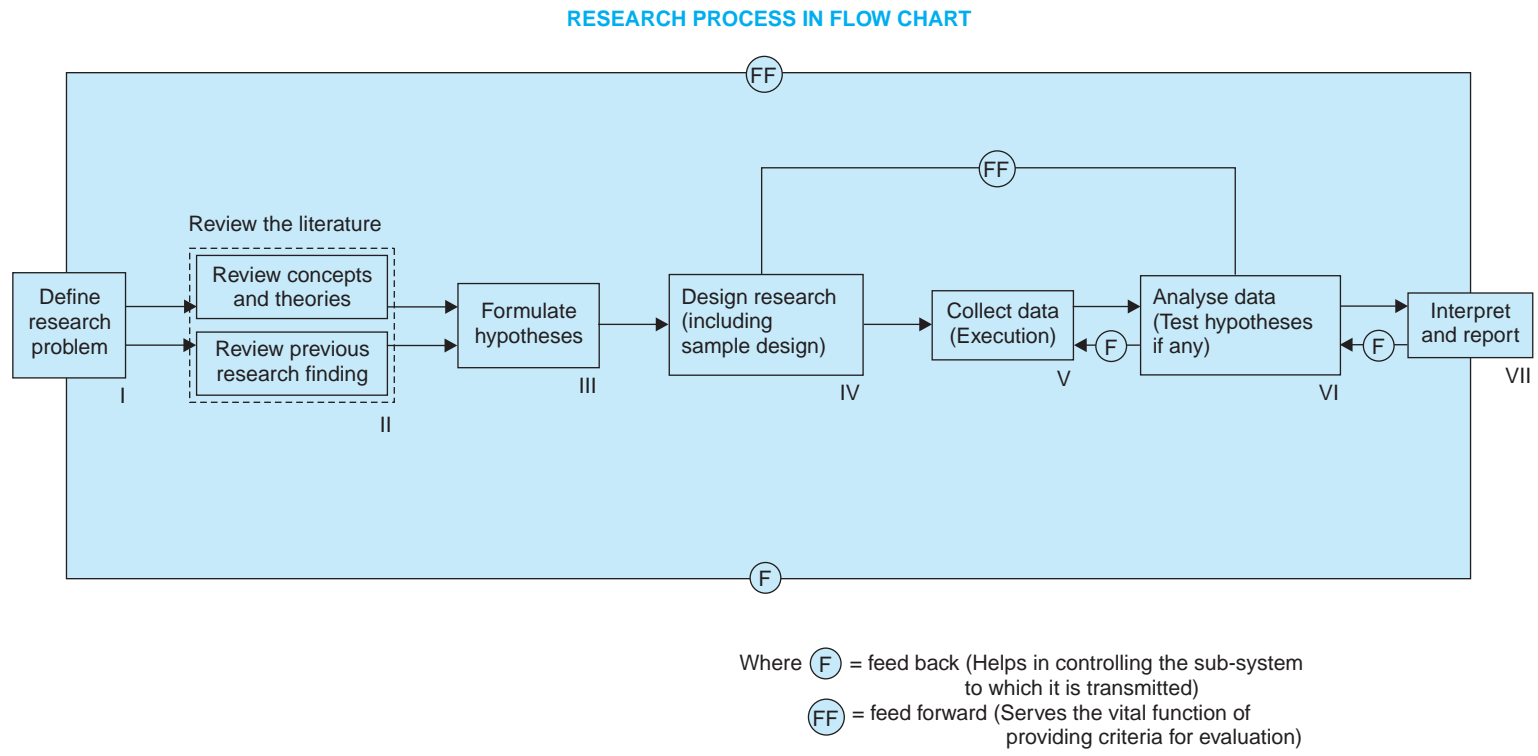 RESEARCH PROCESS IN FLOW CHART
FF
FF
Review the literature
Define
research
problem
I
Review concepts
and theories
Review previous
research finding
II
Formulate
hypotheses
III
Design research
(including
sample design)
IV
Collect data
(Execution)
V
F
Analyse data
(Test hypotheses
if any)
VI
F
Interpret
and report
VII
F
Where F = feed back (Helps in controlling the sub-system
to which it is transmitted)
FF = feed forward (Serves the vital function of
providing criteria for evaluation)